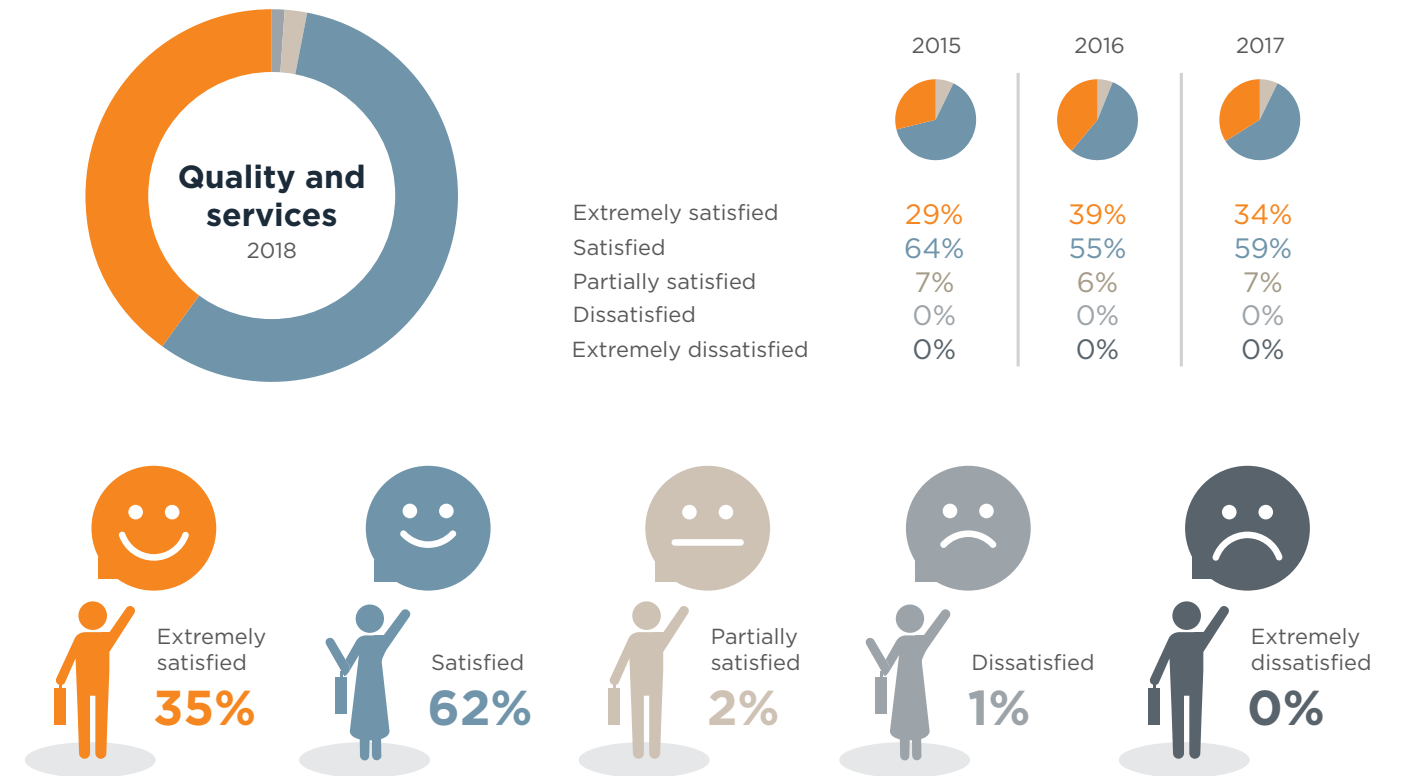 Quality and
services
2018
2015 2016 2017
Extremely satisfied 29% 39% 34%
Satisfied 64% 55% 59%
Partially satisfied 7% 6% 7%
Dissatisfied 0% 0% 0%
Extremely dissatisfied 0% 0% 0%
Extremely
satisfied
35%
Satisfied
62%
Partially
satisfied
2%
Dissatisfied
1%
Extremely
dissatisfied
0%